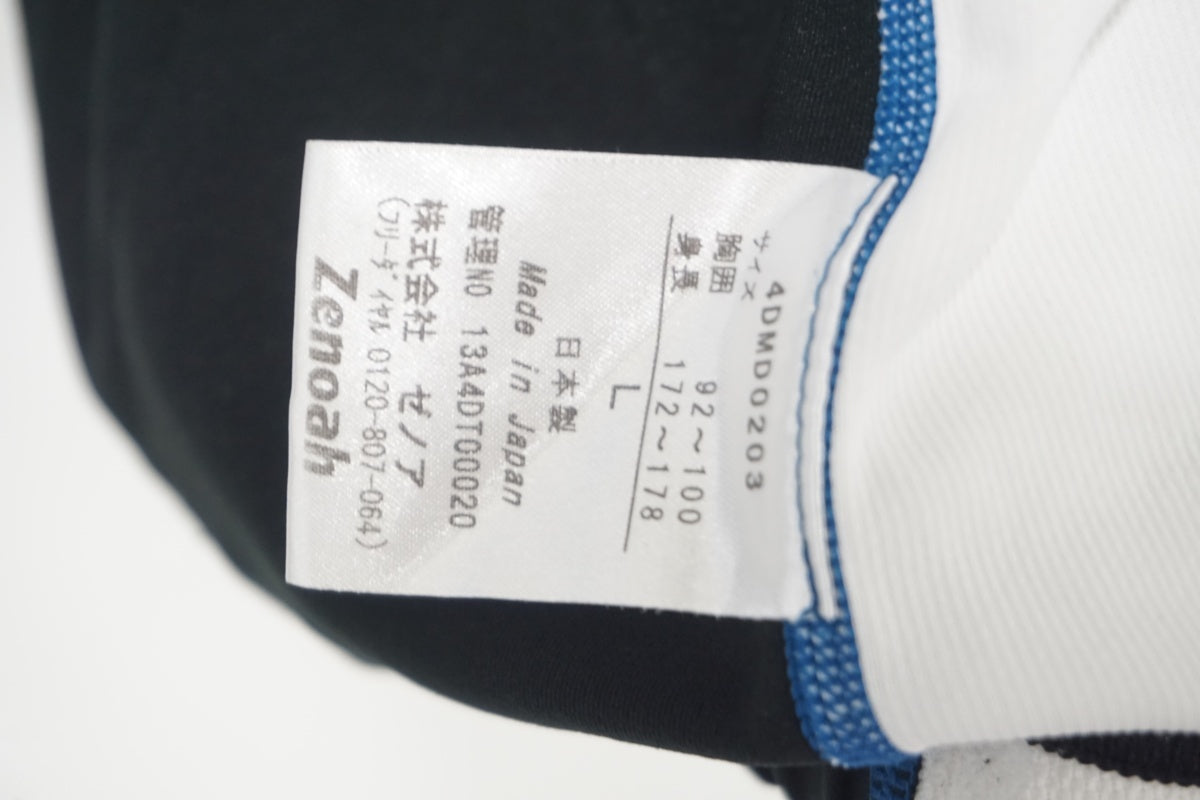 4DMD0203
サイズ
胸囲 92～100
身長 172～178
L
日本製
Made in Japan
管理NO 13A4DT00020
株式会社 ゼノア
(フリーダイヤル 0120-807-064)
Zenoah